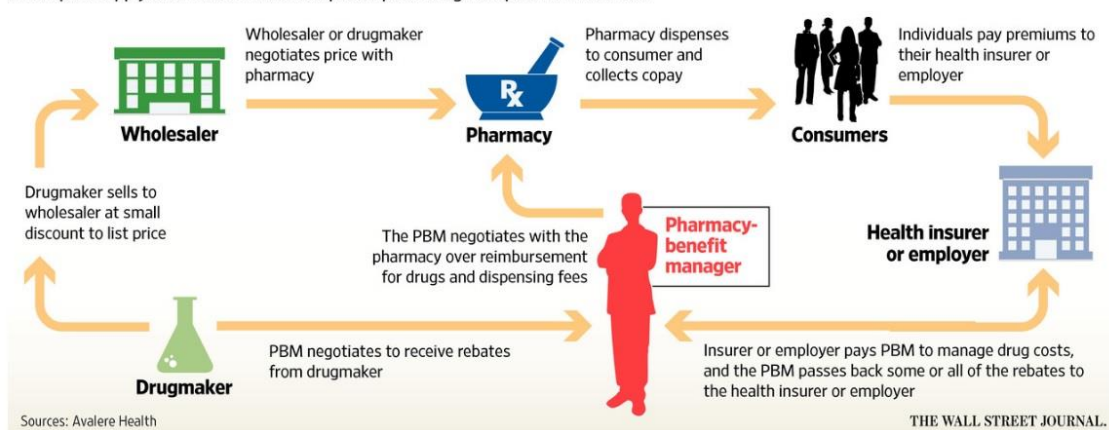 Wholesaler or drugmaker
negotiates price with
pharmacy
Pharmacy dispenses
to consumer and
collects copay
Individuals pay premiums to
their health insurer or
employer
Rx
Wholesaler
Pharmacy
Consumers
Drugmaker sells to
wholesaler at small
discount to list price
The PBM negotiates with the
pharmacy over reimbursement
for drugs and dispensing fees
Pharmacy-
benefit
manager
Health insurer
or employer
Drugmaker
PBM negotiates to receive rebates
from drugmaker
Insurer or employer pays PBM to manage drug costs,
and the PBM passes back some or all of the rebates to
the health insurer or employer
Sources: Avalere Health
THE WALL STREET JOURNAL.